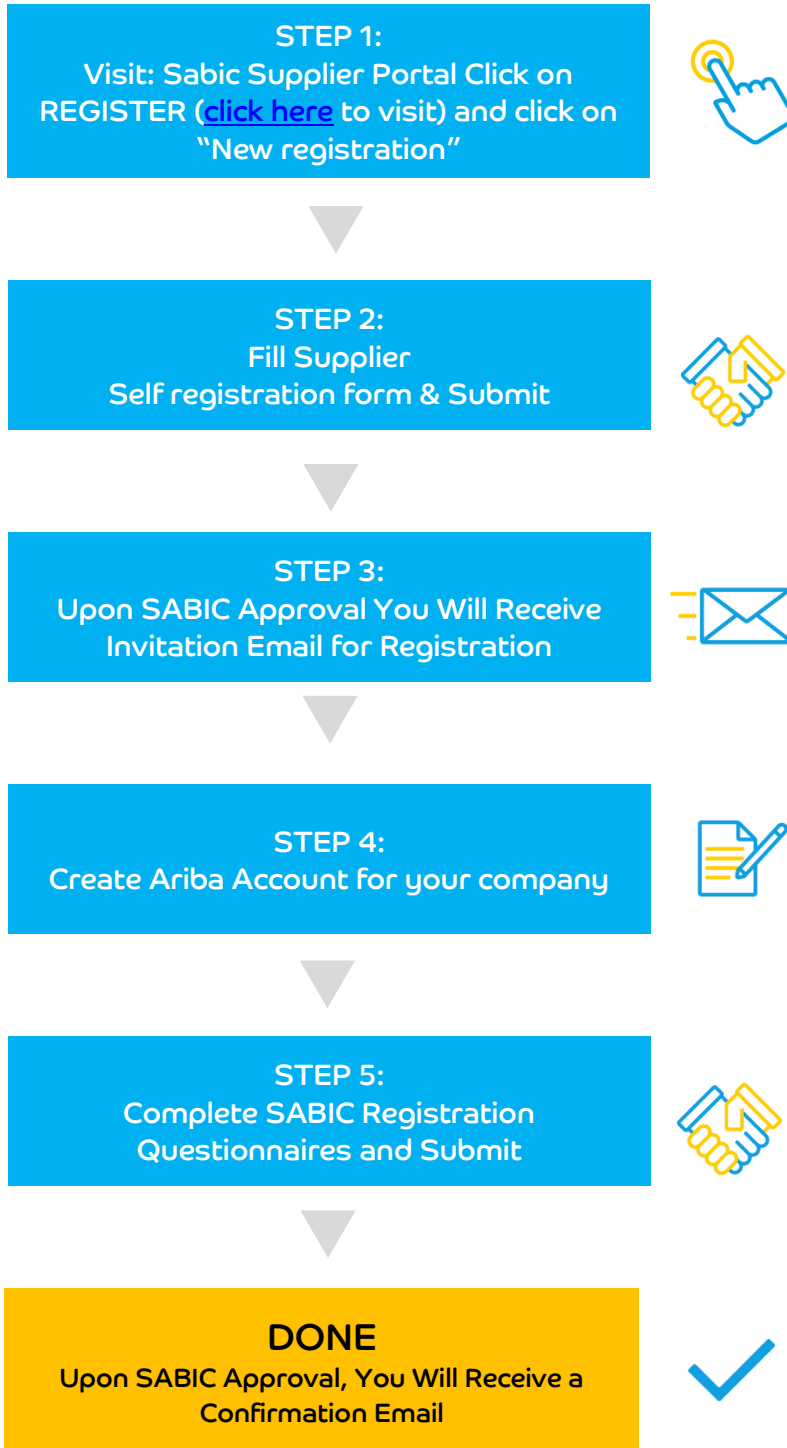 STEP 1:
Visit: Sabic Supplier Portal Click on
REGISTER (click here to visit) and click on
“New registration”
STEP 2:
Fill Supplier
Self registration form & Submit
STEP 3:
Upon SABIC Approval You Will Receive
Invitation Email for Registration
STEP 4:
Create Ariba Account for your company
STEP 5:
Complete SABIC Registration
Questionnaires and Submit
DONE
Upon SABIC Approval, You Will Receive a
Confirmation Email